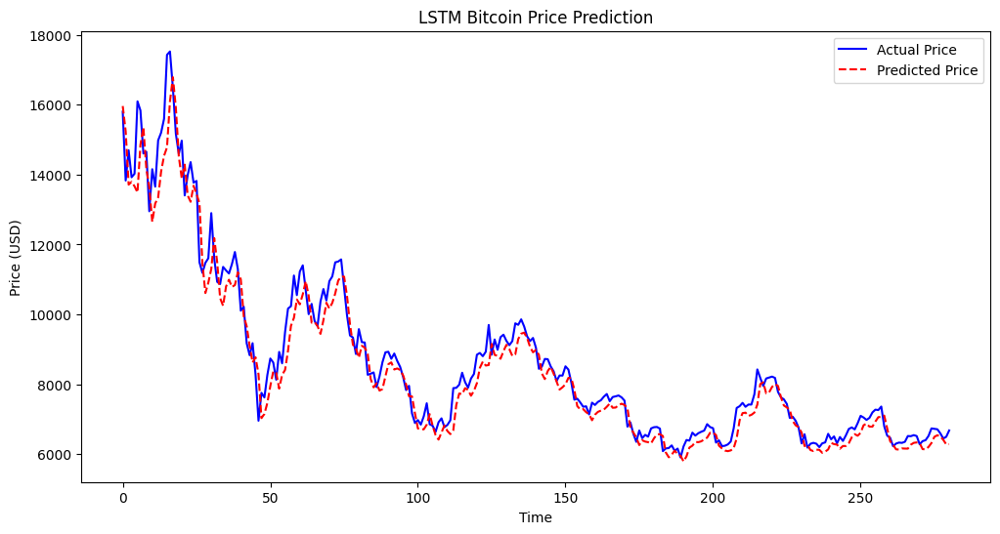 LSTM Bitcoin Price Prediction
Actual Price
Predicted Price
Price (USD)
18000
16000
14000
12000
10000
8000
6000
0 50 100 150 200 250
Time